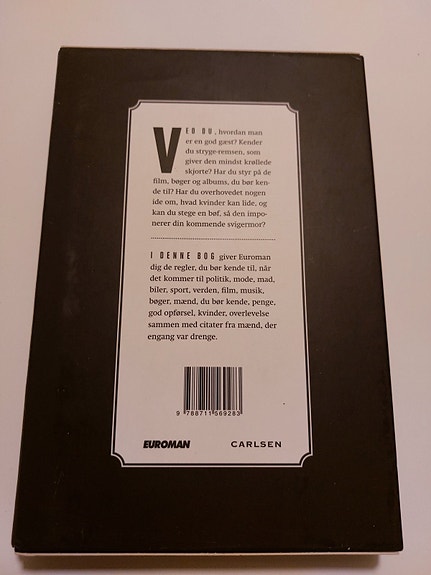 VED DU, hvordan man
er en god gæst? Kender
du stryge-remsen, som
giver den mindst krøllede
skjorte? Har du styr på de
film, bøger og albums, du bør ken-
de til? Har du overhovedet nogen
ide om, hvad kvinder kan lide, og
kan du stege en bøf, så den impo-
nerer din kommende svigermor?
I DENNE BOG giver Euroman
dig de regler, du bør kende til, når
det kommer til politik, mode, mad,
biler, sport, verden, film, musik,
bøger, mænd, du bør kende, penge,
god opførsel, kvinder, overlevelse
sammen med citater fra mænd, der
engang var drenge.
9 788711 569283
EUROMAN CARLSEN